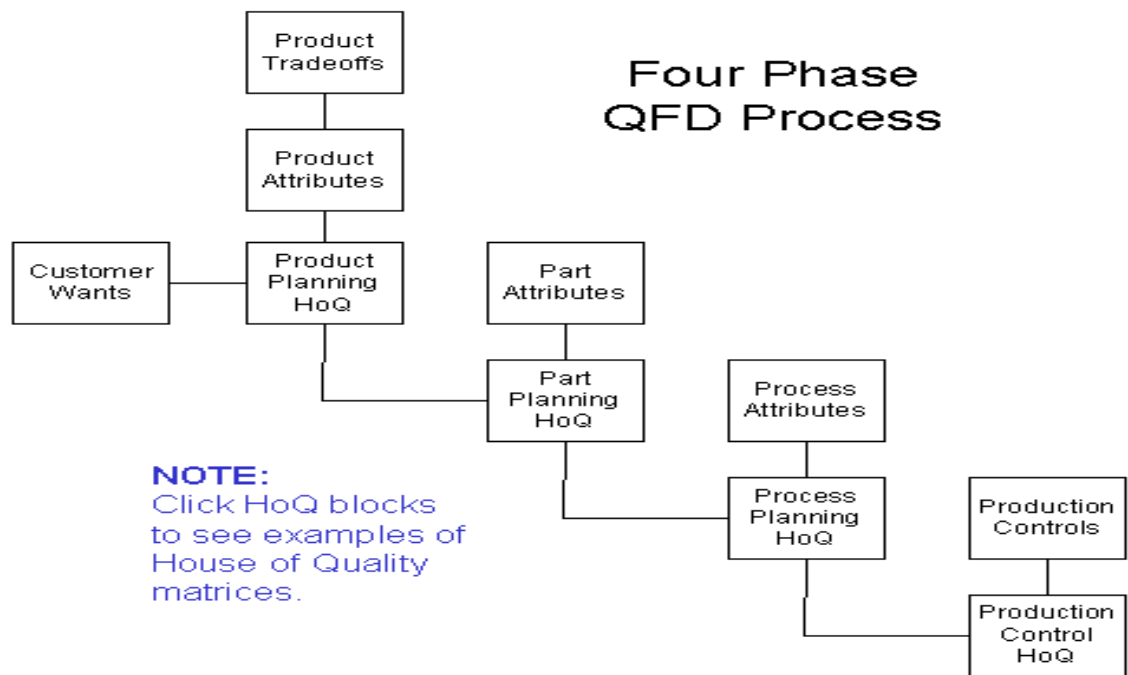 Product
Tradeoffs
Four Phase
QFD Process
Product
Attributes
Customer
Wants
Product
Planning
HoQ
Part
Attributes
Part
Planning
HoQ
Process
Attributes
NOTE:
Click HoQ blocks
to see examples of
House of Quality
matrices.
Process
Planning
HoQ
Production
Controls
Production
Control
HoQ